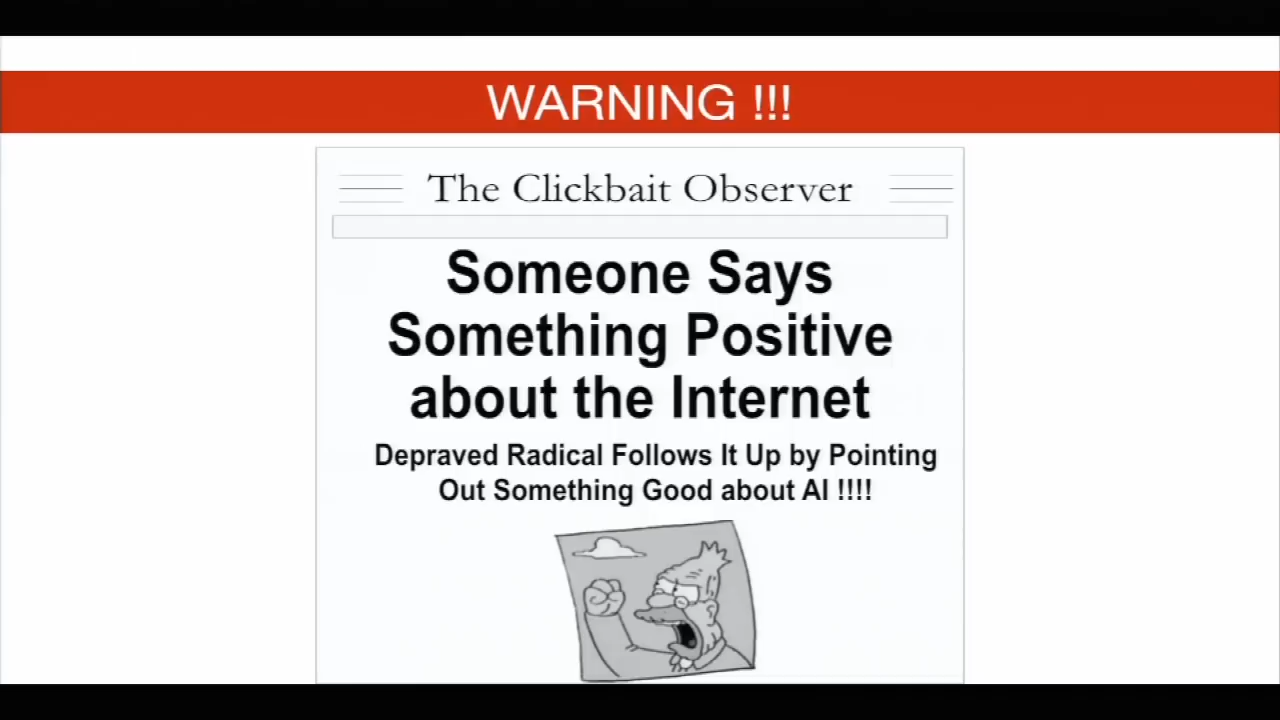 WARNING !!!
The Clickbait Observer
Someone Says
Something Positive
about the Internet
Depraved Radical Follows It Up by Pointing
Out Something Good about AI !!!!